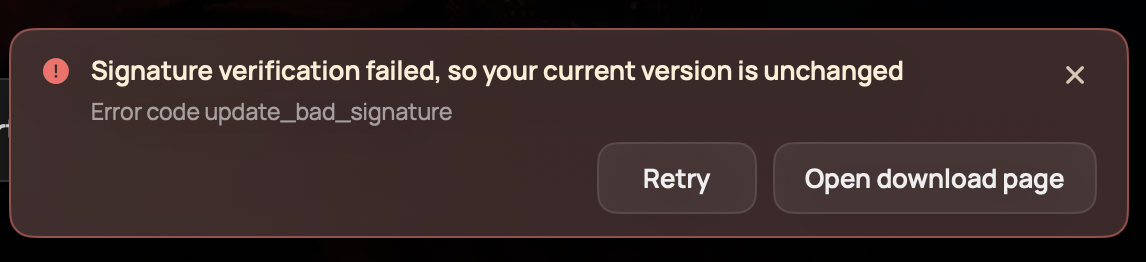 Signature verification failed, so your current version is unchanged
Error code update_bad_signature
Retry
Open download page